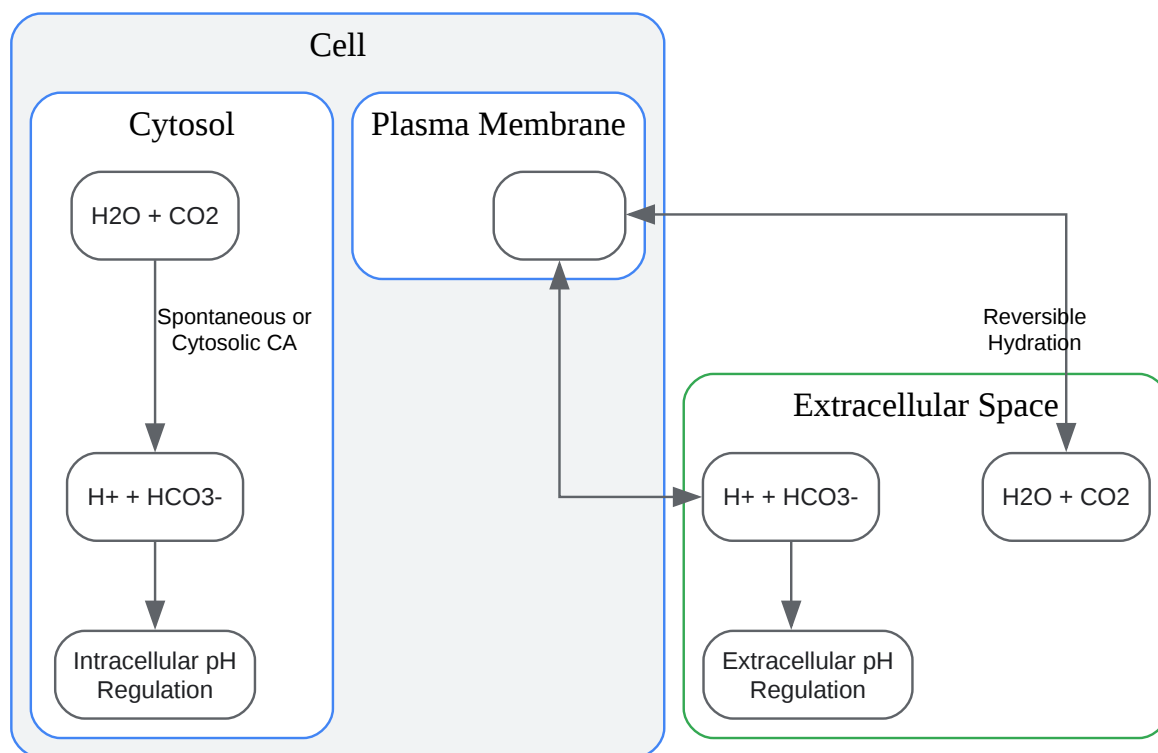 Cell
Cytosol
Plasma Membrane
H2O + CO2
Spontaneous or
Cytosolic CA
Reversible
Hydration
Extracellular Space
H+ + HCO3-
H+ + HCO3-
H2O + CO2
Intracellular pH
Regulation
Extracellular pH
Regulation